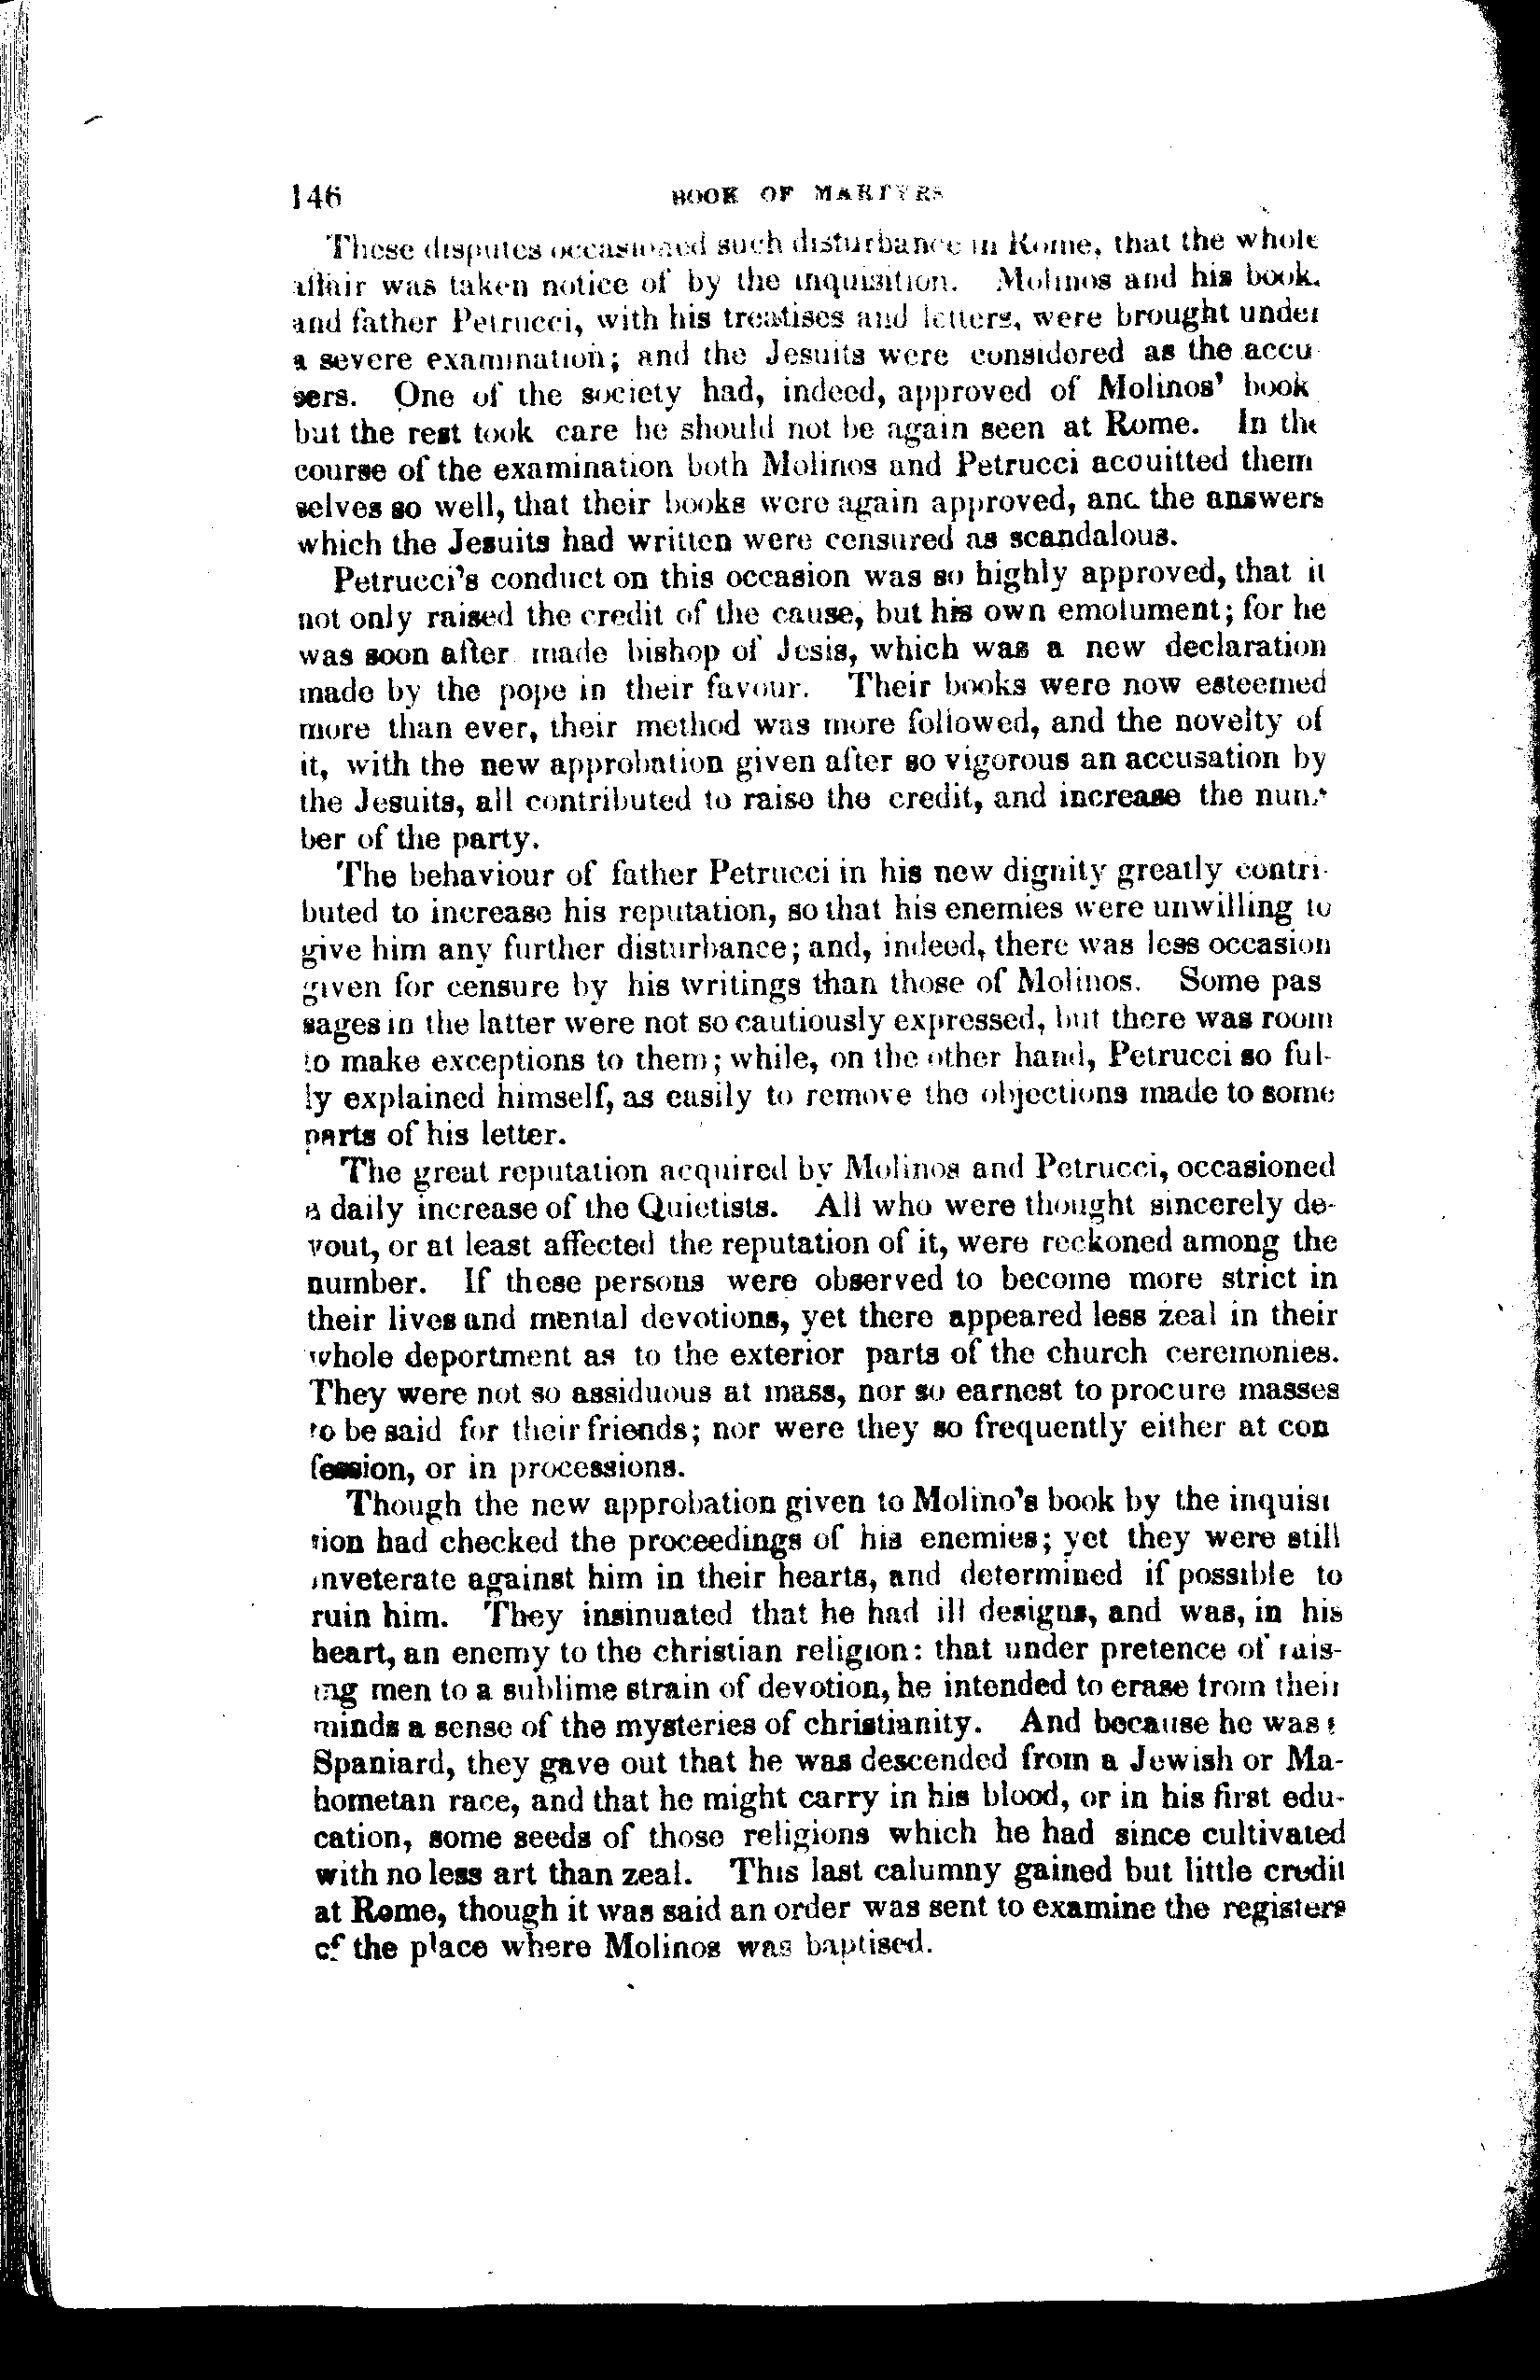 146 BOOK OF MARTYRS
These disputes occasioned such disturbance in Rome, that the whole
affair was taken notice of by the inquisition. Molinos and his book,
and father Petrucci, with his treatises and letters, were brought under
a severe examination; and the Jesuits were considered as the accu
sers. One of the society had, indeed, approved of Molinos' book
but the rest took care he should not be again seen at Rome. In the
course of the examination both Molinos and Petrucci acquitted them
selves so well, that their books were again approved, and the answers
which the Jesuits had written were censured as scandalous.
Petrucci's conduct on this occasion was so highly approved, that it
not only raised the credit of the cause, but his own emolument; for he
was soon after made bishop of Jesis, which was a new declaration
made by the pope in their favour. Their books were now esteemed
more than ever, their method was more followed, and the novelty of
it, with the new approbation given after so vigorous an accusation by
the Jesuits, all contributed to raise the credit, and increase the num-
ber of the party.
The behaviour of father Petrucci in his new dignity greatly contri-
buted to increase his reputation, so that his enemies were unwilling to
give him any further disturbance; and, indeed, there was less occasion
given for censure by his writings than those of Molinos. Some pas
sages in the latter were not so cautiously expressed, but there was room
to make exceptions to them; while, on the other hand, Petrucci so ful-
ly explained himself, as easily to remove the objections made to some
parts of his letter.
The great reputation acquired by Molinos and Petrucci, occasioned
a daily increase of the Quietists. All who were thought sincerely de-
vout, or at least affected the reputation of it, were reckoned among the
number. If these persons were observed to become more strict in
their lives and mental devotions, yet there appeared less zeal in their
whole deportment as to the exterior parts of the church ceremonies.
They were not so assiduous at mass, nor so earnest to procure masses
to be said for their friends; nor were they so frequently either at con
fession, or in processions.
Though the new approbation given to Molino's book by the inquisi
tion had checked the proceedings of his enemies; yet they were still
inveterate against him in their hearts, and determined if possible to
ruin him. They insinuated that he had ill designs, and was, in his
heart, an enemy to the christian religion: that under pretence of rais-
ing men to a sublime strain of devotion, he intended to erase from their
minds a sense of the mysteries of christianity. And because he was a
Spaniard, they gave out that he was descended from a Jewish or Ma-
hometan race, and that he might carry in his blood, or in his first edu-
cation, some seeds of those religions which he had since cultivated
with no less art than zeal. This last calumny gained but little credit
at Rome, though it was said an order was sent to examine the registers
of the place where Molinos was baptised.